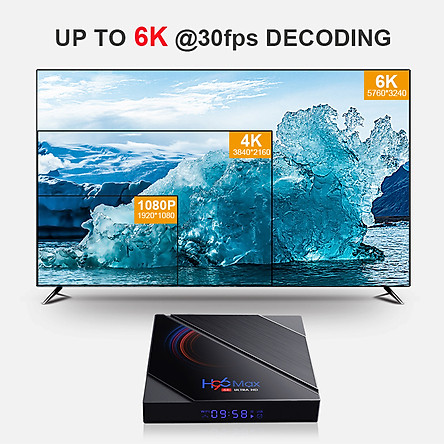 UP TO 6K @30fps DECODING
6K
5760*3240
4K
3840*2160
1080P
1920*1080
H96 Max
ULTRA HD
09:58